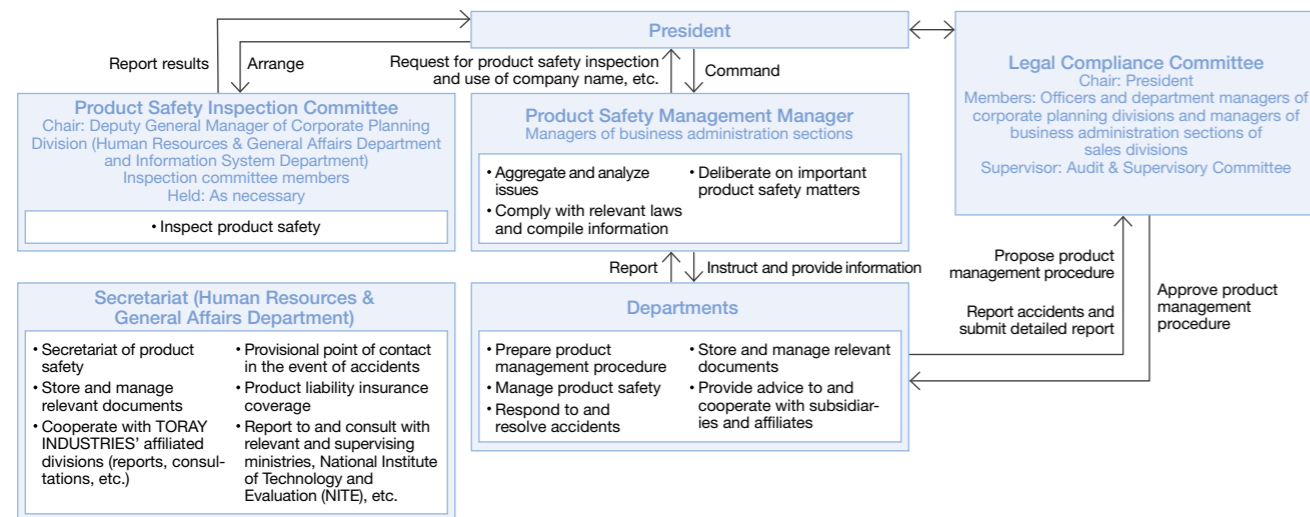 President
Report results
Arrange
Request for product safety inspection
and use of company name, etc.
Command
Product Safety Inspection Committee
Chair: Deputy General Manager of Corporate Planning
Division (Human Resources & General Affairs Department
and Information System Department)
Inspection committee members
Held: As necessary
• Inspect product safety
Product Safety Management Manager
Managers of business administration sections
• Aggregate and analyze
issues
• Comply with relevant laws
and compile information
• Deliberate on important
product safety matters
Legal Compliance Committee
Chair: President
Members: Officers and department managers of
corporate planning divisions and managers of
business administration sections of
sales divisions
Supervisor: Audit & Supervisory Committee
Report
Instruct and provide information
Propose product
management procedure
Report accidents and
submit detailed report
Approve product
management
procedure
Secretariat (Human Resources &
General Affairs Department)
• Secretariat of product
safety
• Store and manage
relevant documents
• Cooperate with TORAY
INDUSTRIES’ affiliated
divisions (reports, consul-
tations, etc.)
• Provisional point of contact
in the event of accidents
• Product liability insurance
coverage
• Report to and consult with
relevant and supervising
ministries, National Institute
of Technology and
Evaluation (NITE), etc.
Departments
• Prepare product
management procedure
• Manage product safety
• Respond to and
resolve accidents
• Store and manage relevant
documents
• Provide advice to and
cooperate with subsidiar-
ies and affiliates